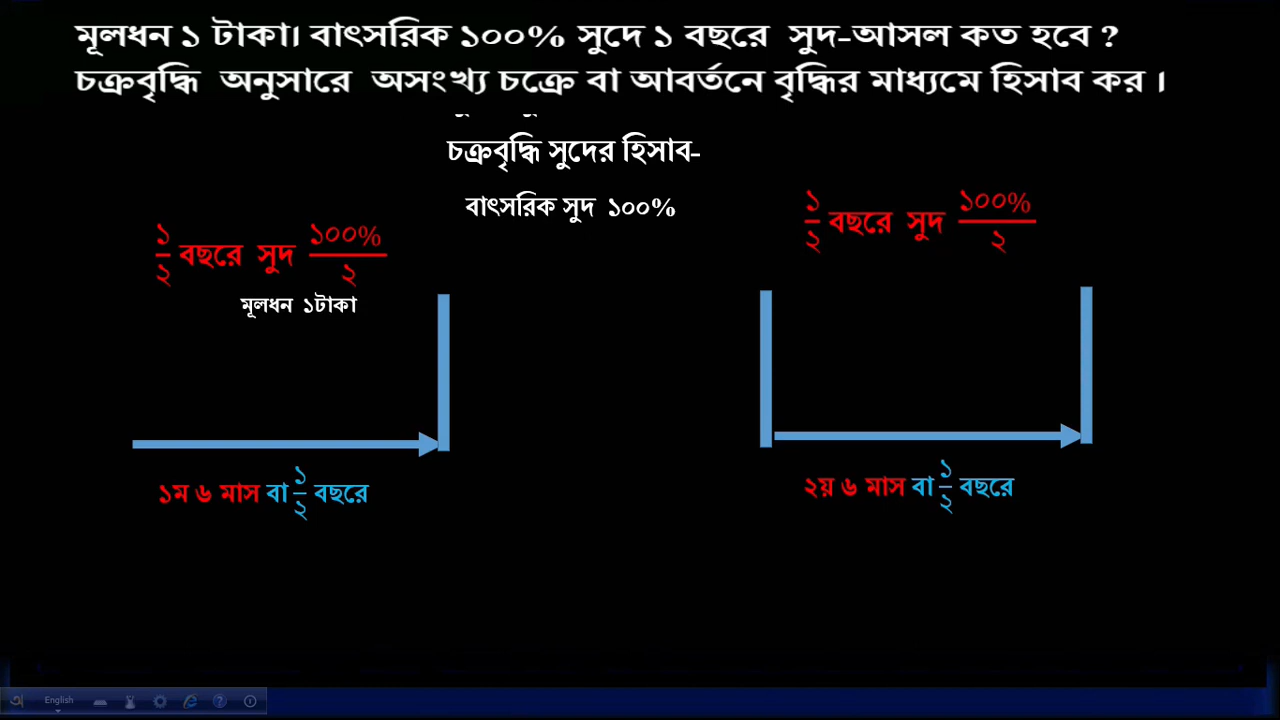 মূলধন ১ টাকা। বাৎসরিক ১০০% সুদে ১ বছরে সুদ-আসল কত হবে ?
চক্রবৃদ্ধি অনুসারে অসংখ্য চক্রে বা আবর্তনে বৃদ্ধির মাধ্যমে হিসাব কর ।
চক্রবৃদ্ধি সুদের হিসাব-
বাৎসরিক সুদ ১০০%
১/২ বছরে সুদ ১০০%/২
মূলধন ১টাকা
১ম ৬ মাস বা ১/২ বছরে
১/২ বছরে সুদ ১০০%/২
২য় ৬ মাস বা ১/২ বছরে
অ English